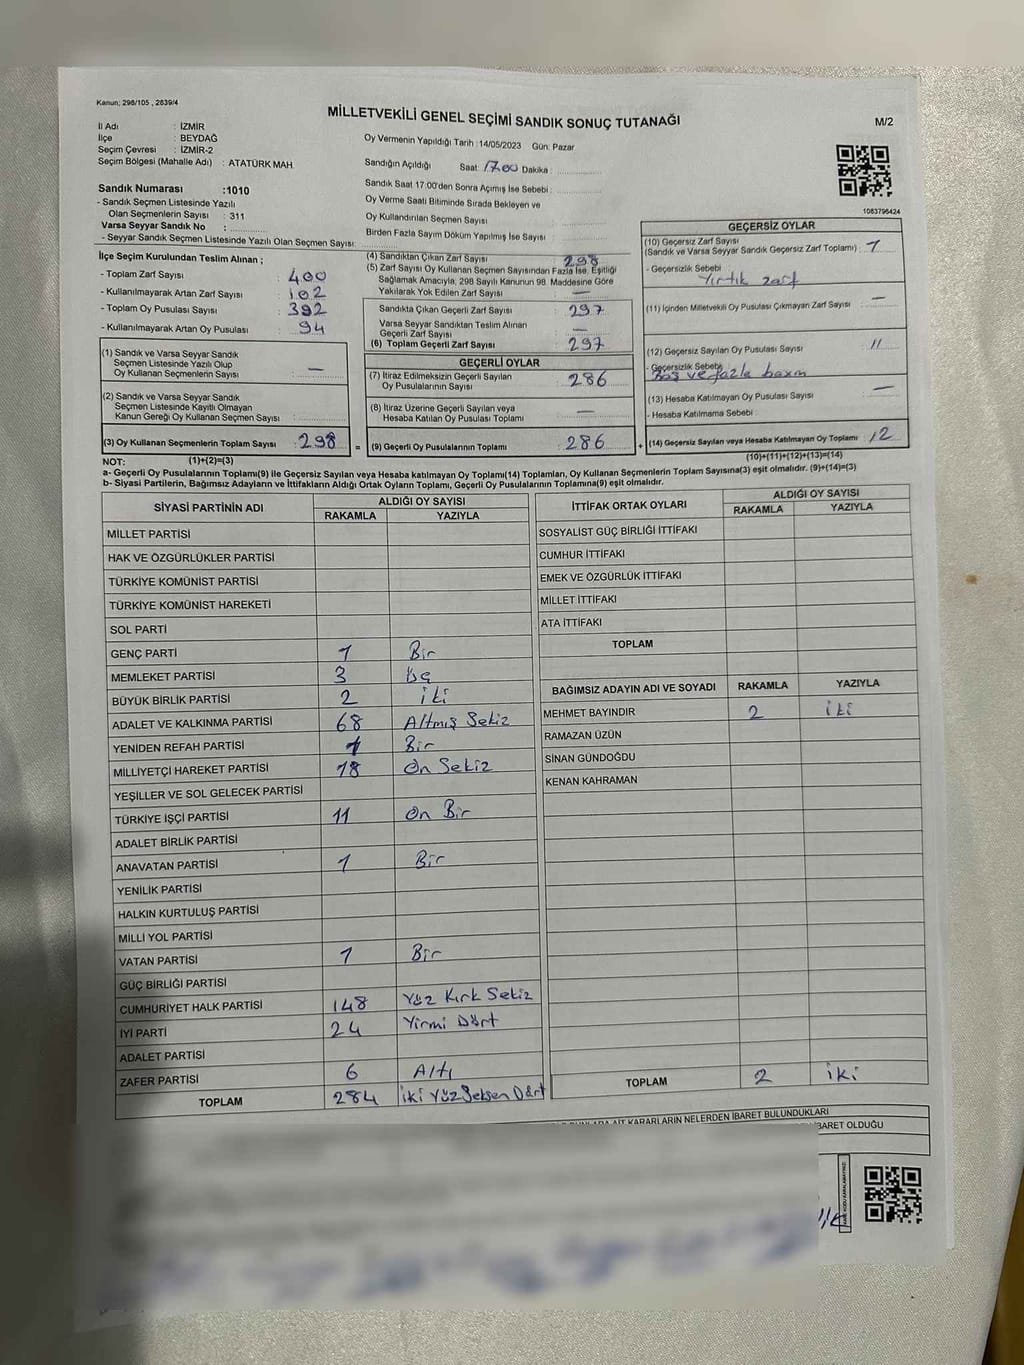 Kanun; 298/105 , 2839/4
MİLLETVEKİLİ GENEL SEÇİMİ SANDIK SONUÇ TUTANAĞI
M/2
İl Adı : İZMİR
İlçe : BEYDAĞ
Seçim Çevresi : İZMİR-2
Seçim Bölgesi (Mahalle Adı) : ATATÜRK MAH.
Sandık Numarası :1010
- Sandık Seçmen Listesinde Yazılı
Olan Seçmenlerin Sayısı : 311
Varsa Seyyar Sandık No :
- Seyyar Sandık Seçmen Listesinde Yazılı Olan Seçmen Sayısı:
Oy Vermenin Yapıldığı Tarih :14/05/2023 Gün: Pazar
Sandığın Açıldığı Saat: 17.00 Dakika :
Sandık Saat 17:00'den Sonra Açımış İse Sebebi :
Oy Verme Saati Bitiminde Sırada Bekleyen ve
Oy Kullandırılan Seçmen Sayısı :
Birden Fazla Sayım Döküm Yapılmış İse Sayısı :
1083796424
İlçe Seçim Kurulundan Teslim Alınan ;
- Toplam Zarf Sayısı : 400
- Kullanılmayarak Artan Zarf Sayısı : 102
- Toplam Oy Pusulası Sayısı : 392
- Kullanılmayarak Artan Oy Pusulası : 94
(1) Sandık ve Varsa Seyyar Sandık
Seçmen Listesinde Yazılı Olup
Oy Kullanan Seçmenlerin Sayısı : —
(2) Sandık ve Varsa Seyyar Sandık
Seçmen Listesinde Kayıtlı Olmayan
Kanun Gereği Oy Kullanan Seçmen Sayısı :
(3) Oy Kullanan Seçmenlerin Toplam Sayısı : 298
(4) Sandıktan Çıkan Zarf Sayısı : 298
(5) Zarf Sayısı Oy Kullanan Seçmen Sayısından Fazla İse, Eşitliği
Sağlamak Amacıyla, 298 Sayılı Kanunun 98. Maddesine Göre
Yakılarak Yok Edilen Zarf Sayısı : —
Sandıkta Çıkan Geçerli Zarf Sayısı : 297
Varsa Seyyar Sandıktan Teslim Alınan
Geçerli Zarf Sayısı : —
(6) Toplam Geçerli Zarf Sayısı : 297
GEÇERLİ OYLAR
(7) İtiraz Edilmeksizin Geçerli Sayılan
Oy Pusulalarının Sayısı : 286
(8) İtiraz Üzerine Geçerli Sayılan veya
Hesaba Katılan Oy Pusulası Toplamı : —
= (9) Geçerli Oy Pusulalarının Toplamı : 286
GEÇERSİZ OYLAR
(10) Geçersiz Zarf Sayısı
(Sandık ve Varsa Seyyar Sandık Geçersiz Zarf Toplamı) : 1
- Geçersizlik Sebebi
: Yırtık zarf
(11) İçinden Milletvekili Oy Pusulası Çıkmayan Zarf Sayısı : —
(12) Geçersiz Sayılan Oy Pusulası Sayısı : 11
- Geçersizlik Sebebi
: Boş ve fazla basım
(13) Hesaba Katılmayan Oy Pusulası Sayısı : —
- Hesaba Katılmama Sebebi :
+ (14) Geçersiz Sayılan veya Hesaba Katılmayan Oy Toplamı : 12
NOT: (1)+(2)=(3)
(10)+(11)+(12)+(13)=(14)
a- Geçerli Oy Pusulalarının Toplamı(9) ile Geçersiz Sayılan veya Hesaba katılmayan Oy Toplamı(14) Toplamları, Oy Kullanan Seçmenlerin Toplam Sayısına(3) eşit olmalıdır. (9)+(14)=(3)
b- Siyasi Partilerin, Bağımsız Adayların ve İttifakların Aldığı Ortak Oyların Toplamı, Geçerli Oy Pusulalarının Toplamına(9) eşit olmalıdır.
SİYASİ PARTİNİN ADI
ALDIĞI OY SAYISI
RAKAMLA YAZIYLA
MİLLET PARTİSİ
HAK VE ÖZGÜRLÜKLER PARTİSİ
TÜRKİYE KOMÜNİST PARTİSİ
TÜRKİYE KOMÜNİST HAREKETİ
SOL PARTİ
GENÇ PARTİ 1 Bir
MEMLEKET PARTİSİ 3 üç
BÜYÜK BİRLİK PARTİSİ 2 iki
ADALET VE KALKINMA PARTİSİ 68 Altmış Sekiz
YENİDEN REFAH PARTİSİ 1 Bir
MİLLİYETÇİ HAREKET PARTİSİ 18 On Sekiz
YEŞİLLER VE SOL GELECEK PARTİSİ
TÜRKİYE İŞÇİ PARTİSİ 11 On Bir
ADALET BİRLİK PARTİSİ
ANAVATAN PARTİSİ 1 Bir
YENİLİK PARTİSİ
HALKIN KURTULUŞ PARTİSİ
MİLLİ YOL PARTİSİ
VATAN PARTİSİ 1 Bir
GÜÇ BİRLİĞİ PARTİSİ
CUMHURİYET HALK PARTİSİ 148 Yüz Kırk Sekiz
İYİ PARTİ 24 Yirmi Dört
ADALET PARTİSİ
ZAFER PARTİSİ 6 Altı
TOPLAM 284 İki Yüz Seksen Dört
İTTİFAK ORTAK OYLARI
ALDIĞI OY SAYISI
RAKAMLA YAZIYLA
SOSYALİST GÜÇ BİRLİĞİ İTTİFAKI
CUMHUR İTTİFAKI
EMEK VE ÖZGÜRLÜK İTTİFAKI
MİLLET İTTİFAKI
ATA İTTİFAKI
TOPLAM
BAĞIMSIZ ADAYIN ADI VE SOYADI RAKAMLA YAZIYLA
MEHMET BAYINDIR 2 iki
RAMAZAN ÜZÜN
SİNAN GÜNDOĞDU
KENAN KAHRAMAN
TOPLAM 2 iki
AİT KARARLARIN NELERDEN İBARET BULUNDUKLARI
İBARET OLDUĞU